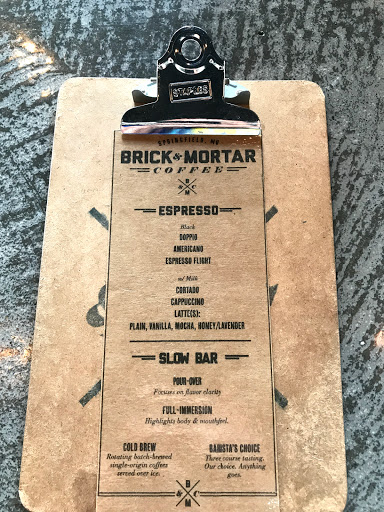 STAPLES
SPRINGFIELD, MO
BRICK & MORTAR
COFFEE
B
& C
M
ESPRESSO
Black
DOPPIO
AMERICANO
ESPRESSO FLIGHT
w/ Milk
CORTADO
CAPPUCCINO
LATTE(S):
PLAIN, VANILLA, MOCHA, HONEY/LAVENDER
SLOW BAR
POUR-OVER
Focuses on flavor clarity
FULL-IMMERSION
Highlights body & mouthfeel.
COLD BREW
Rotating batch-brewed
single-origin coffees
served over ice.
BARISTA'S CHOICE
Three course tasting.
Our choice. Anything
goes.
B
& C
M